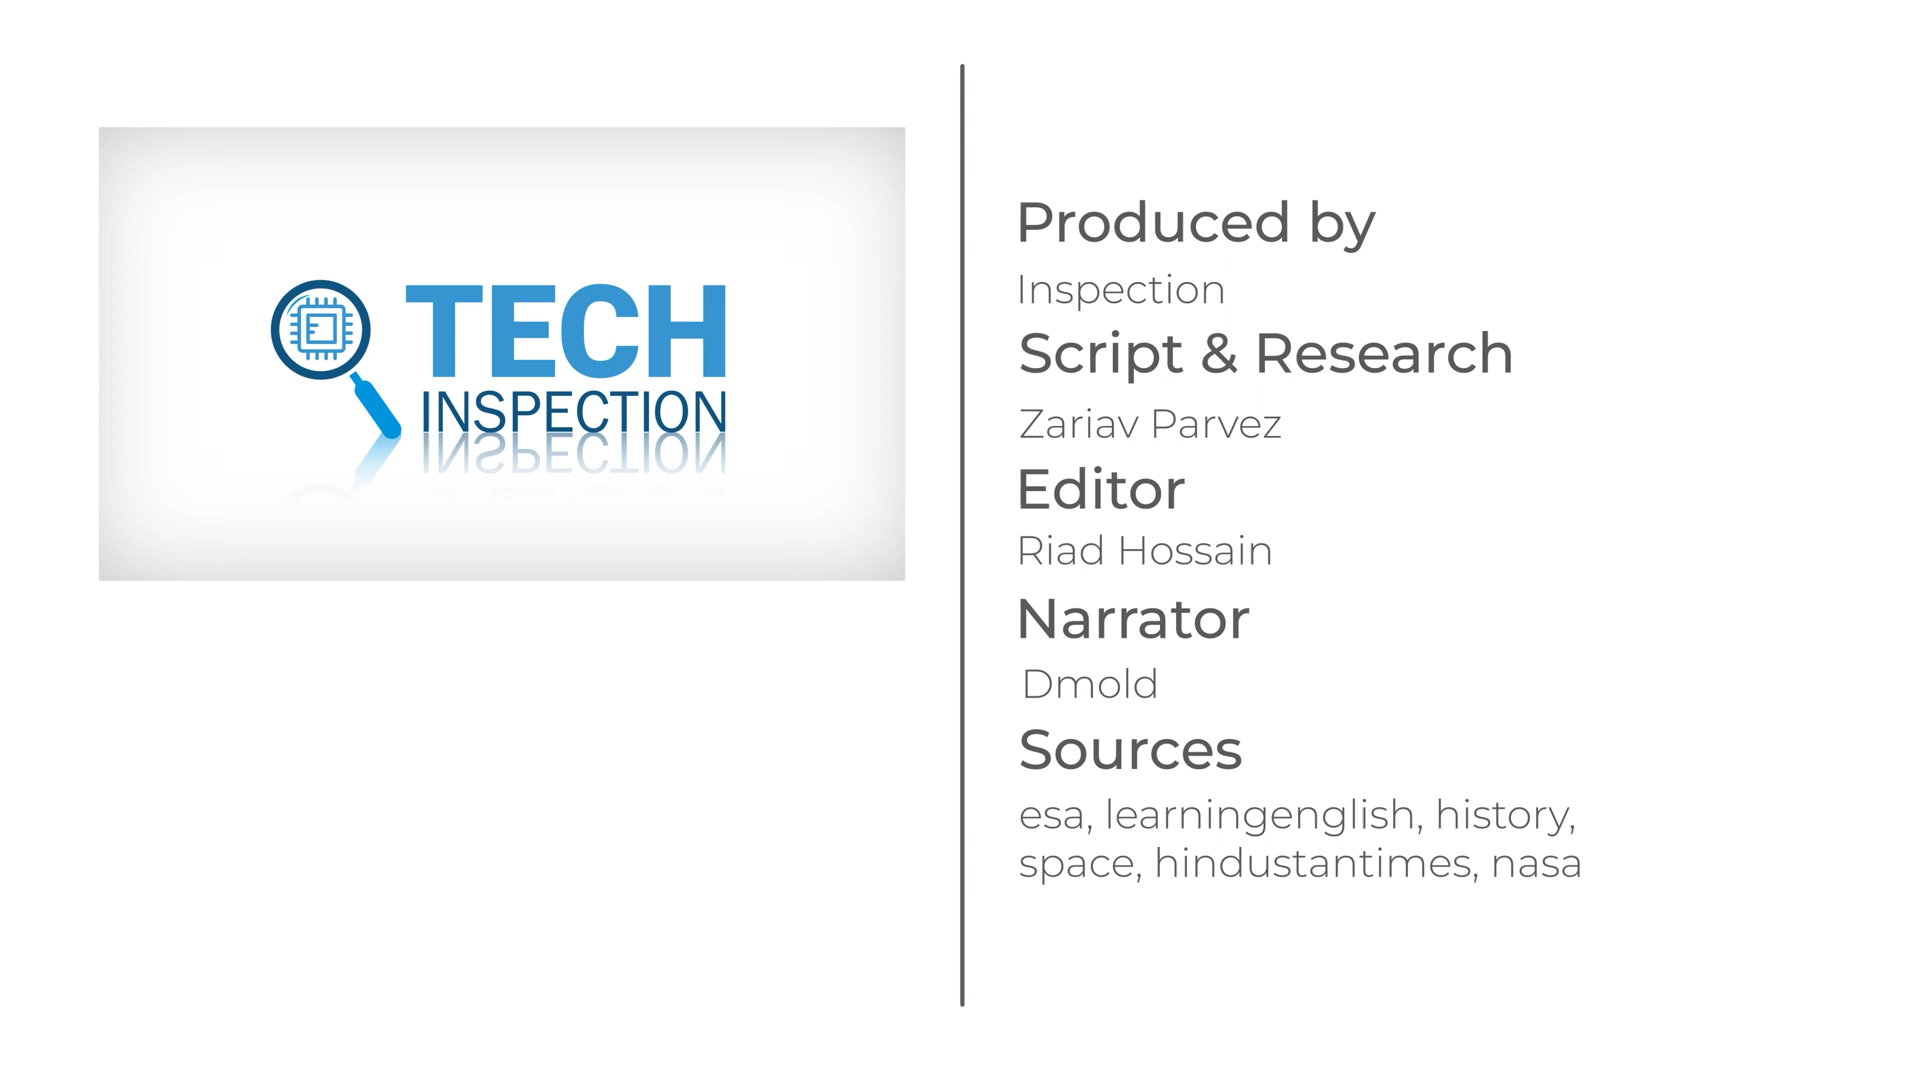 TECH
INSPECTION
Produced by
Inspection
Script & Research
Zariav Parvez
Editor
Riad Hossain
Narrator
Dmold
Sources
esa, learningenglish, history,
space, hindustantimes, nasa